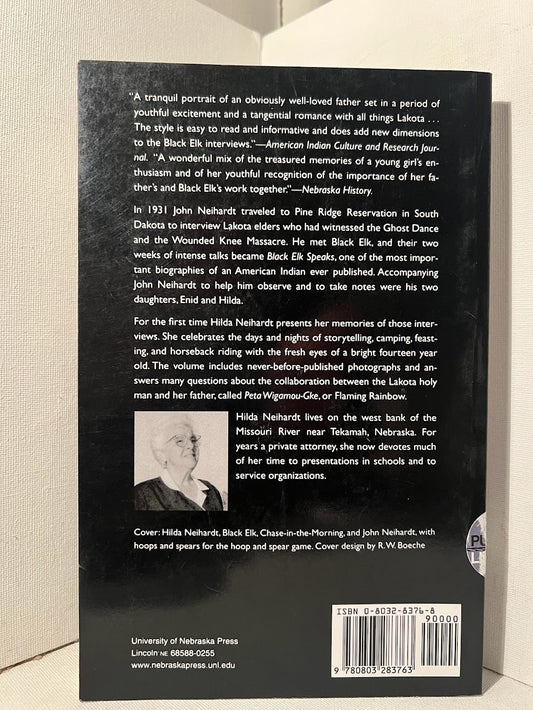 “A tranquil portrait of an obviously well-loved father set in a period of
youthful excitement and a tangential romance with all things Lakota . . .
The style is easy to read and informative and does add new dimensions
to the Black Elk interviews.”—American Indian Culture and Research Jour-
nal. “A wonderful mix of the treasured memories of a young girl’s en-
thusiasm and of her youthful recognition of the importance of her fa-
ther’s and Black Elk’s work together.”—Nebraska History.
In 1931 John Neihardt traveled to Pine Ridge Reservation in South
Dakota to interview Lakota elders who had witnessed the Ghost Dance
and the Wounded Knee Massacre. He met Black Elk, and their two
weeks of intense talks became Black Elk Speaks, one of the most impor-
tant biographies of an American Indian ever published. Accompanying
John Neihardt to help him observe and to take notes were his two
daughters, Enid and Hilda.
For the first time Hilda Neihardt presents her memories of those inter-
views. She celebrates the days and nights of storytelling, camping, feast-
ing, and horseback riding with the fresh eyes of a bright fourteen year
old. The volume includes never-before-published photographs and an-
swers many questions about the collaboration between the Lakota holy
man and her father, called Peta Wigamou-Gke, or Flaming Rainbow.
Hilda Neihardt lives on the west bank of the
Missouri River near Tekamah, Nebraska. For
years a private attorney, she now devotes much
of her time to presentations in schools and to
service organizations.
Cover: Hilda Neihardt, Black Elk, Chase-in-the-Morning, and John Neihardt, with
hoops and spears for the hoop and spear game. Cover design by R.W. Boeche
PU
ISBN 0-8032-8376-8
90000
9 780803 283763
University of Nebraska Press
Lincoln NE 68588-0255
www.nebraskapress.unl.edu